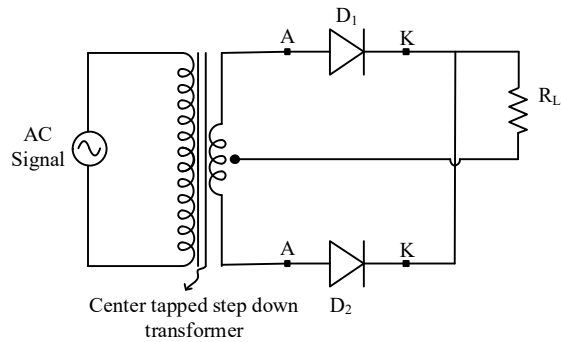 D1
A
K
RL
AC
Signal
A
K
D2
Center tapped step down
transformer